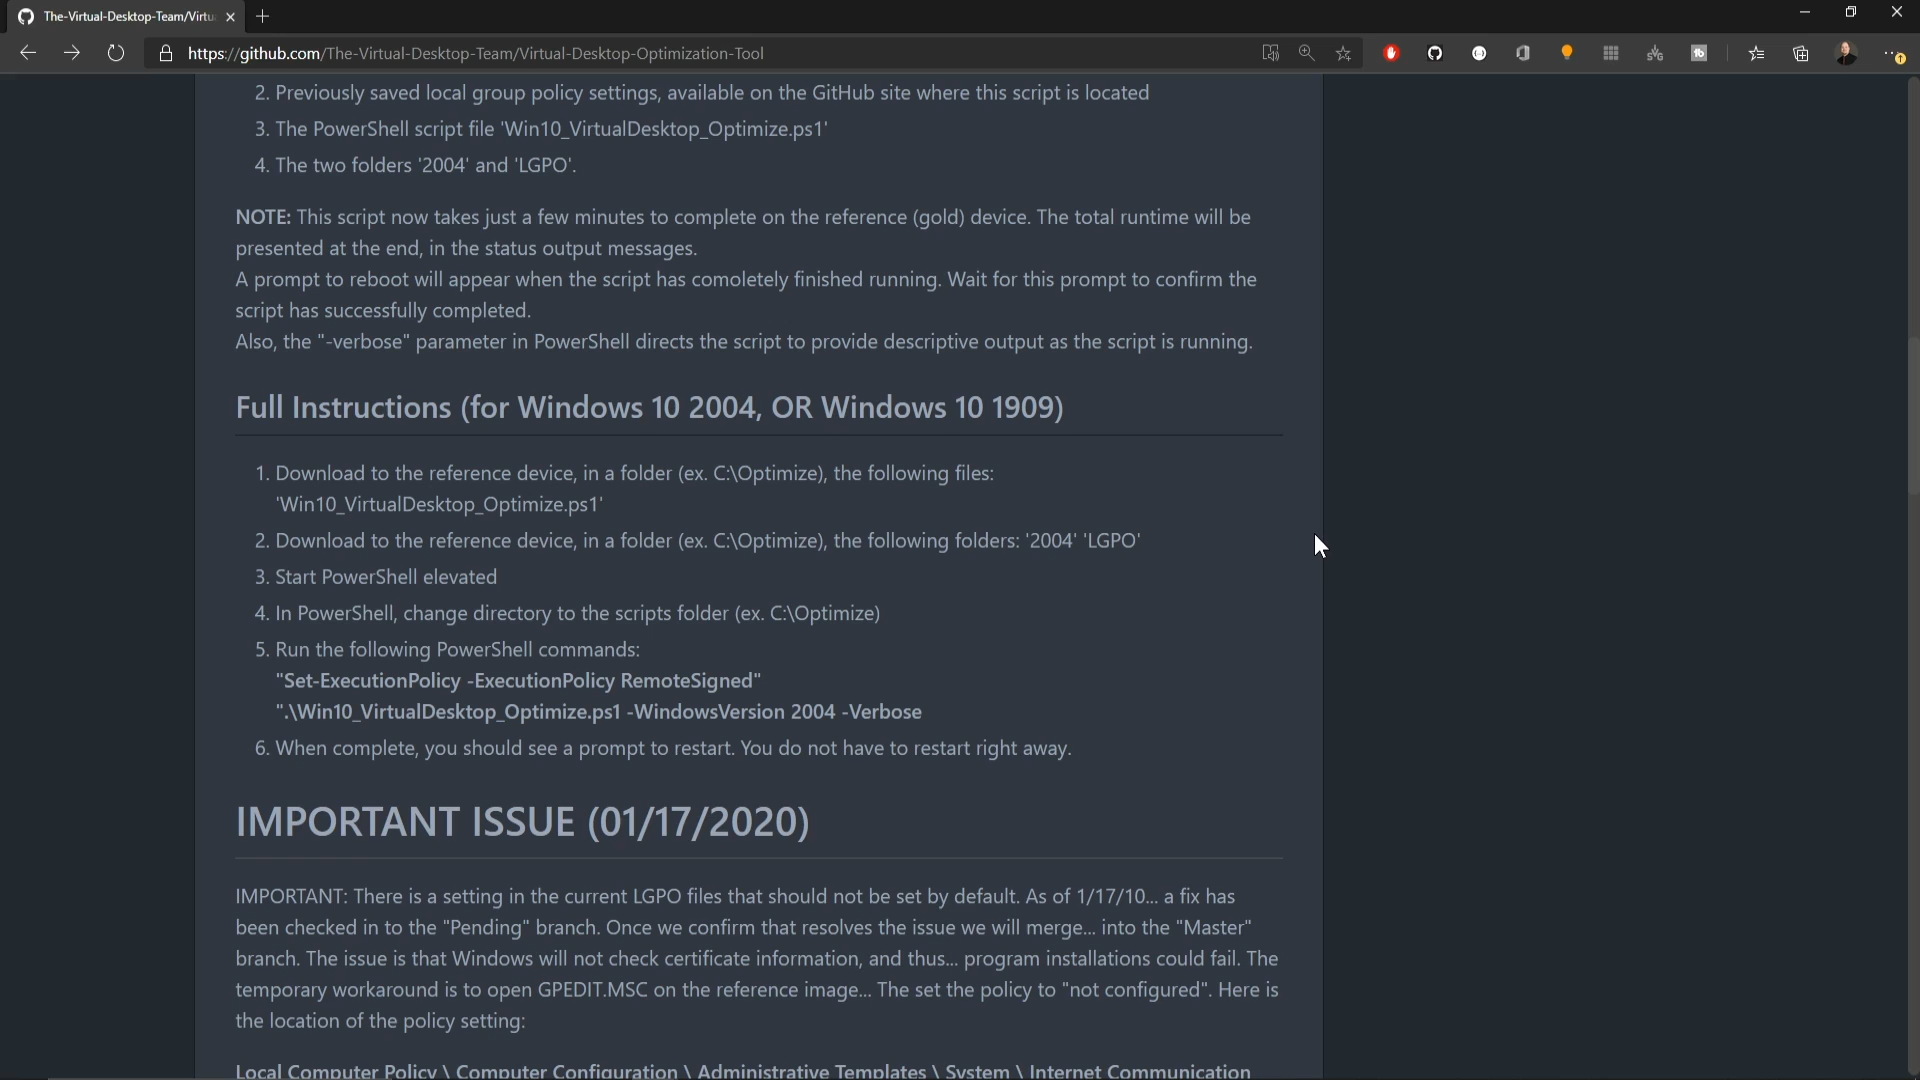 The-Virtual-Desktop-Team/Virtu
https://github.com/The-Virtual-Desktop-Team/Virtual-Desktop-Optimization-Tool
2. Previously saved local group policy settings, available on the GitHub site where this script is located
3. The PowerShell script file 'Win10_VirtualDesktop_Optimize.ps1'
4. The two folders '2004' and 'LGPO'.
NOTE: This script now takes just a few minutes to complete on the reference (gold) device. The total runtime will be
presented at the end, in the status output messages.
A prompt to reboot will appear when the script has comoletely finished running. Wait for this prompt to confirm the
script has successfully completed.
Also, the "-verbose" parameter in PowerShell directs the script to provide descriptive output as the script is running.
Full Instructions (for Windows 10 2004, OR Windows 10 1909)
1. Download to the reference device, in a folder (ex. C:\Optimize), the following files:
'Win10_VirtualDesktop_Optimize.ps1'
2. Download to the reference device, in a folder (ex. C:\Optimize), the following folders: '2004' 'LGPO'
3. Start PowerShell elevated
4. In PowerShell, change directory to the scripts folder (ex. C:\Optimize)
5. Run the following PowerShell commands:
"Set-ExecutionPolicy -ExecutionPolicy RemoteSigned"
".\Win10_VirtualDesktop_Optimize.ps1 -WindowsVersion 2004 -Verbose
6. When complete, you should see a prompt to restart. You do not have to restart right away.
IMPORTANT ISSUE (01/17/2020)
IMPORTANT: There is a setting in the current LGPO files that should not be set by default. As of 1/17/10... a fix has
been checked in to the "Pending" branch. Once we confirm that resolves the issue we will merge... into the "Master"
branch. The issue is that Windows will not check certificate information, and thus... program installations could fail. The
temporary workaround is to open GPEDIT.MSC on the reference image... The set the policy to "not configured". Here is
the location of the policy setting:
Local Computer Policy \ Computer Configuration \ Administrative Templates \ System \ Internet Communication